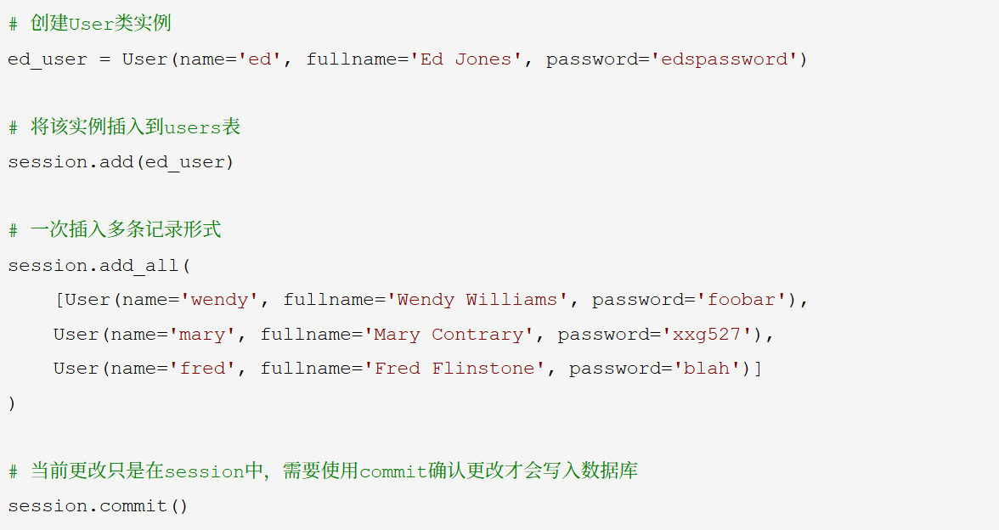 # 创建User类实例
ed_user = User(name='ed', fullname='Ed Jones', password='edspassword')
# 将该实例插入到users表
session.add(ed_user)
# 一次插入多条记录形式
session.add_all(
    [User(name='wendy', fullname='Wendy Williams', password='foobar'),
    User(name='mary', fullname='Mary Contrary', password='xxg527'),
    User(name='fred', fullname='Fred Flinstone', password='blah')]
)
# 当前更改只是在session中，需要使用commit确认更改才会写入数据库
session.commit()